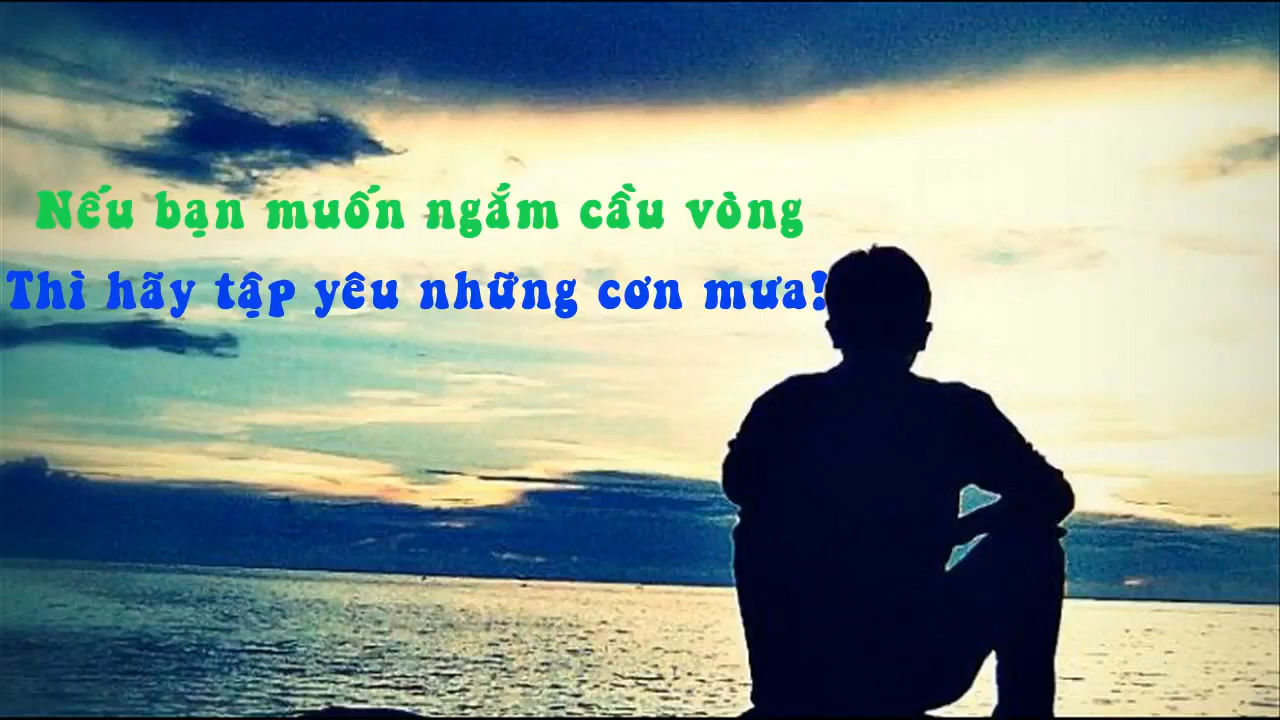 Nếu bạn muốn ngắm cầu vòng
Thì hãy tập yêu những cơn mưa!